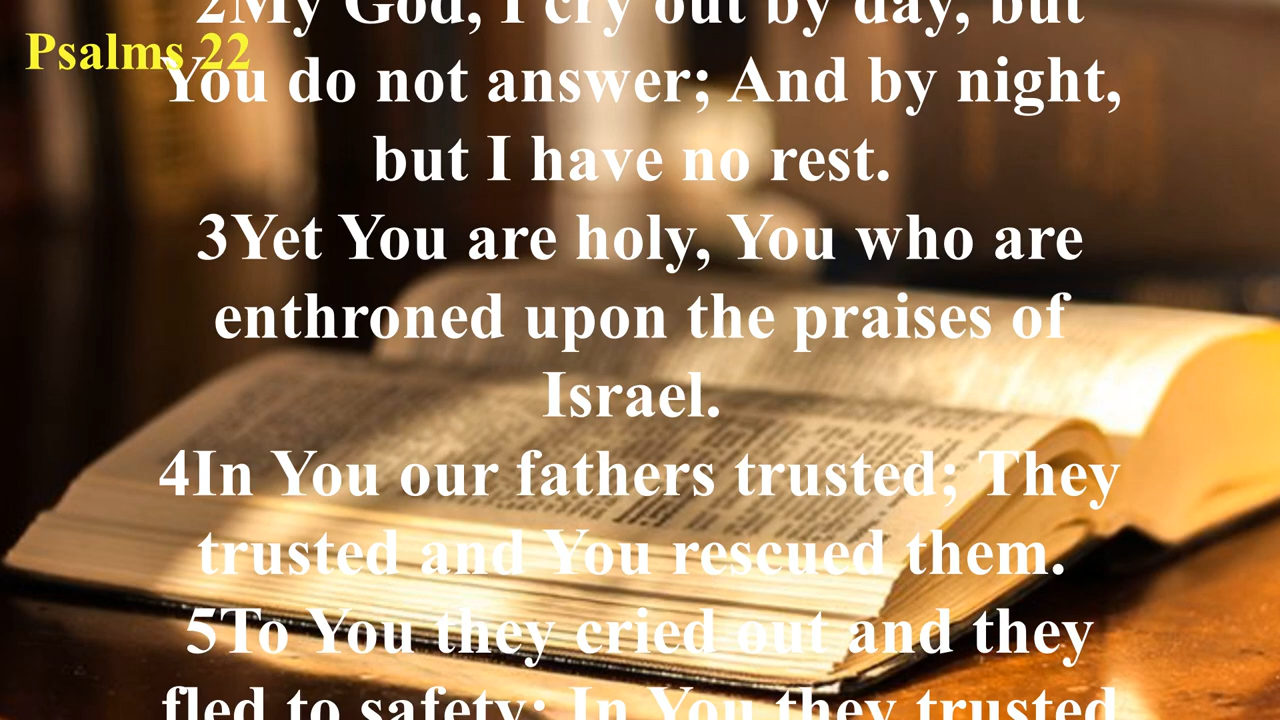 2My God, I cry out by day, but
Psalms 22
You do not answer; And by night,
but I have no rest.
3Yet You are holy, You who are
enthroned upon the praises of
Israel.
4In You our fathers trusted; They
trusted and You rescued them.
5To You they cried out and they
fled to safety; In You they trusted